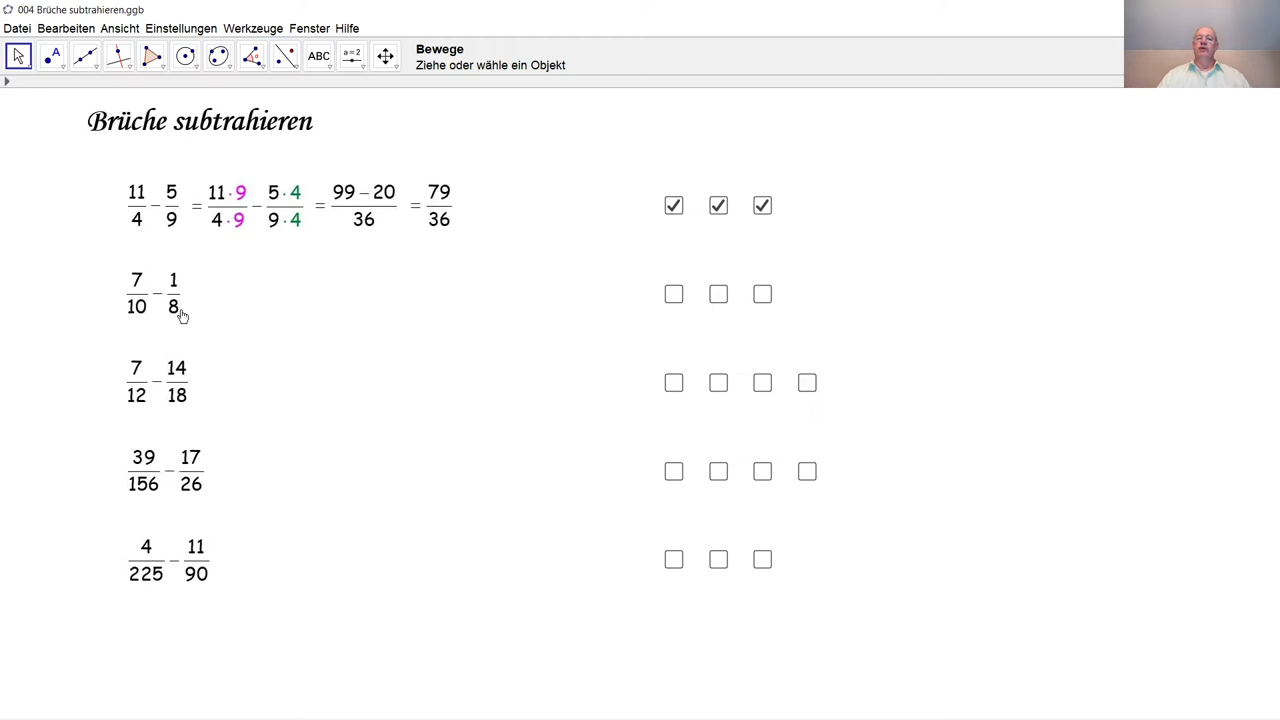 004 Brüche subtrahieren.ggb
Datei Bearbeiten Ansicht Einstellungen Werkzeuge Fenster Hilfe
A ABC a=2 Bewege
Ziehe oder wähle ein Objekt
Brüche subtrahieren
11/4 − 5/9 = 11·9/4·9 − 5·4/9·4 = 99 − 20/36 = 79/36
7/10 − 1/8
7/12 − 14/18
39/156 − 17/26
4/225 − 11/90